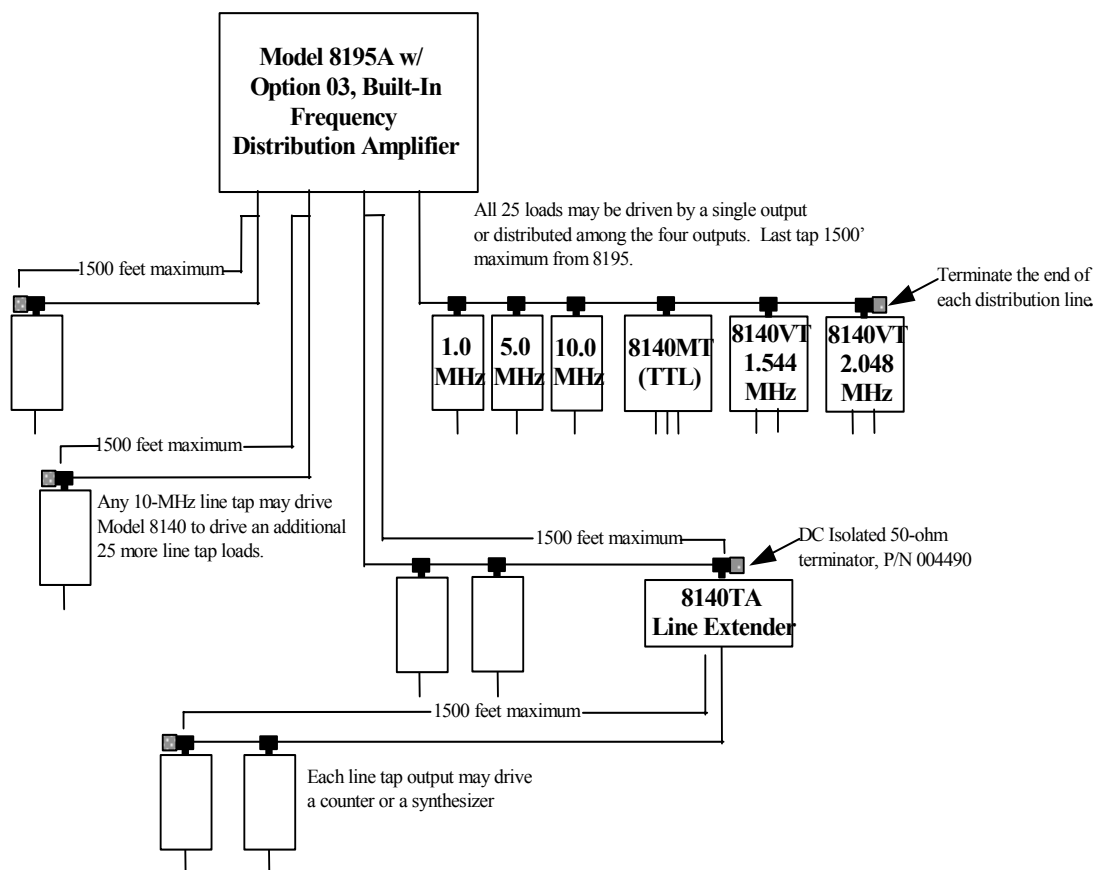 Model 8195A w/
Option 03, Built-In
Frequency
Distribution Amplifier
All 25 loads may be driven by a single output
or distributed among the four outputs. Last tap 1500'
maximum from 8195.
1500 feet maximum
Terminate the end of
each distribution line.
1.0
MHz
5.0
MHz
10.0
MHz
8140MT
(TTL)
8140VT
1.544
MHz
8140VT
2.048
MHz
1500 feet maximum
Any 10-MHz line tap may drive
Model 8140 to drive an additional
25 more line tap loads.
1500 feet maximum
DC Isolated 50-ohm
terminator, P/N 004490
8140TA
Line Extender
1500 feet maximum
Each line tap output may drive
a counter or a synthesizer